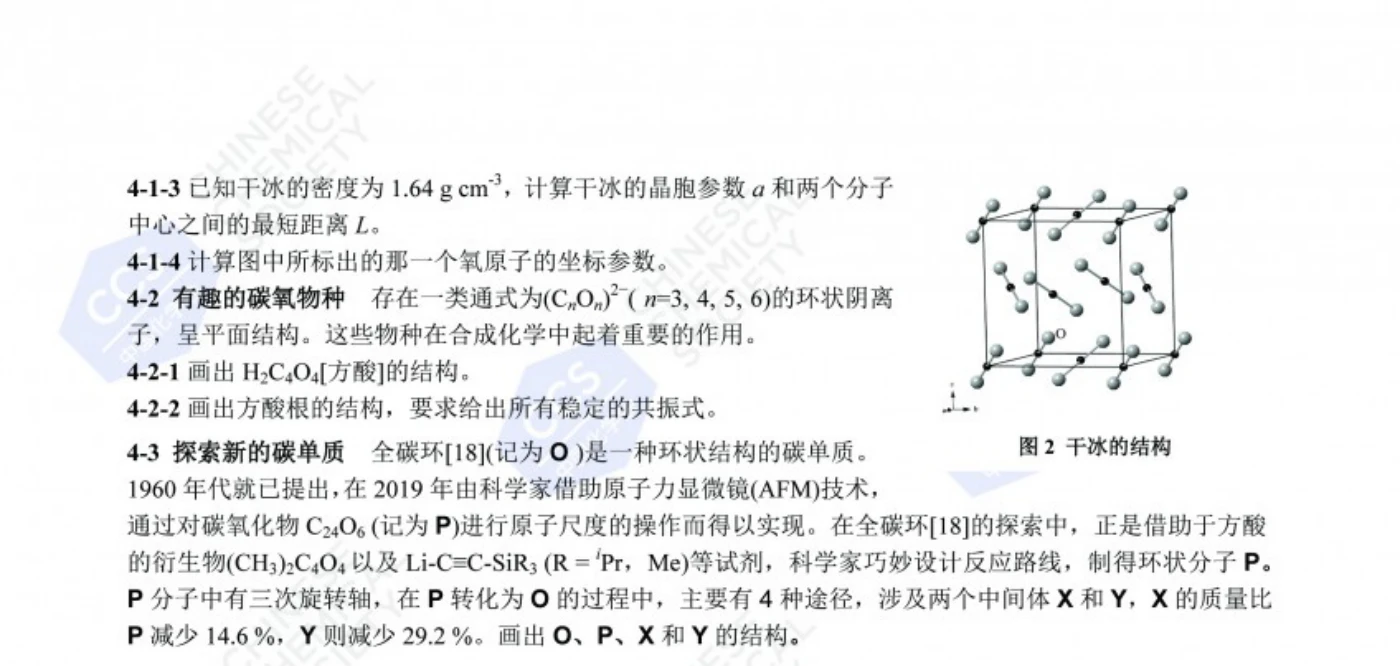 4-1-3 已知干冰的密度为 1.64 g cm⁻³，计算干冰的晶胞参数 a 和两个分子
中心之间的最短距离 L。
4-1-4 计算图中所标出的那一个氧原子的坐标参数。
4-2 有趣的碳氧物种 存在一类通式为(CₙOₙ)²⁻( n=3, 4, 5, 6)的环状阴离
子，呈平面结构。这些物种在合成化学中起着重要的作用。
4-2-1 画出 H₂C₄O₄[方酸]的结构。
4-2-2 画出方酸根的结构，要求给出所有稳定的共振式。
O
图 2 干冰的结构
4-3 探索新的碳单质 全碳环[18](记为 O )是一种环状结构的碳单质。
1960 年代就已提出，在 2019 年由科学家借助原子力显微镜(AFM)技术，
通过对碳氧化物 C₂₄O₆ (记为 P)进行原子尺度的操作而得以实现。在全碳环[18]的探索中，正是借助于方酸
的衍生物(CH₃)₂C₄O₄ 以及 Li-C≡C-SiR₃ (R = ⁱPr，Me)等试剂，科学家巧妙设计反应路线，制得环状分子 P。
P 分子中有三次旋转轴，在 P 转化为 O 的过程中，主要有 4 种途径，涉及两个中间体 X 和 Y，X 的质量比
P 减少 14.6 %，Y 则减少 29.2 %。画出 O、P、X 和 Y 的结构。
CHINESE
CHEMICAL
SOCIETY
CCS
CHINESE
CHEMICAL
SOCIETY
CCS